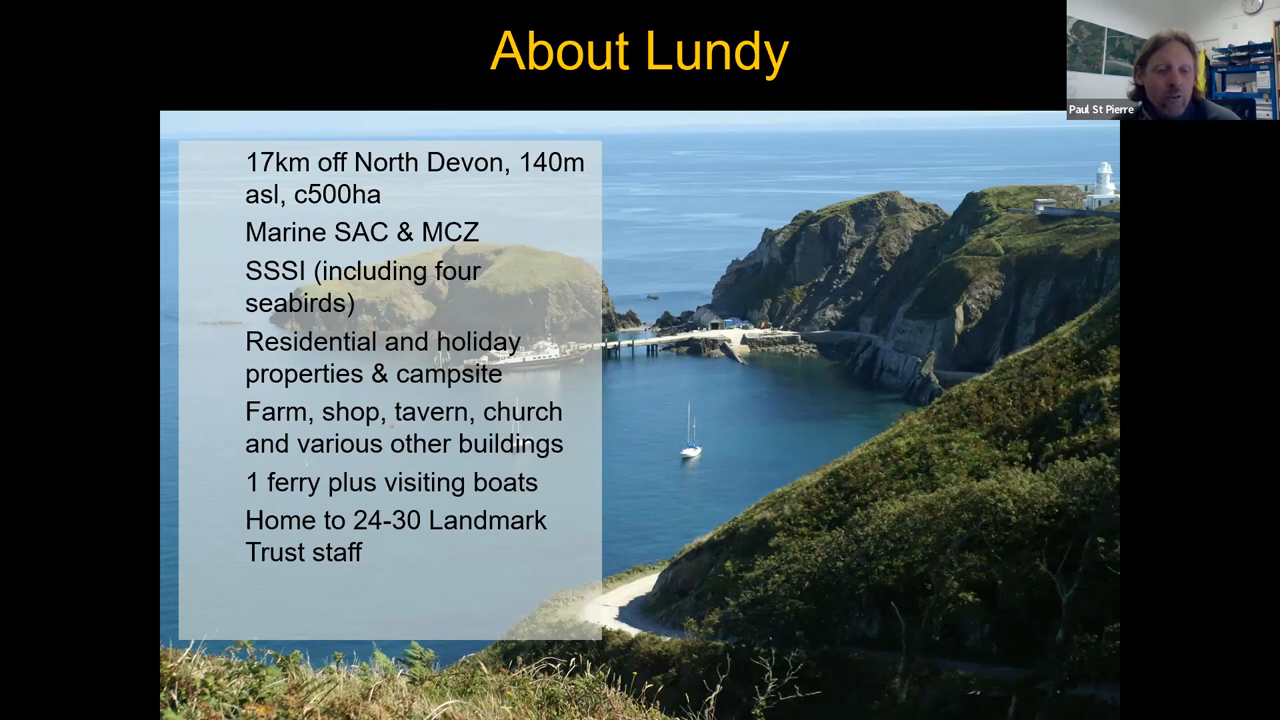 About Lundy
Paul St Pierre
17km off North Devon, 140m
asl, c500ha
Marine SAC & MCZ
SSSI (including four
seabirds)
Residential and holiday
properties & campsite
Farm, shop, tavern, church
and various other buildings
1 ferry plus visiting boats
Home to 24-30 Landmark
Trust staff